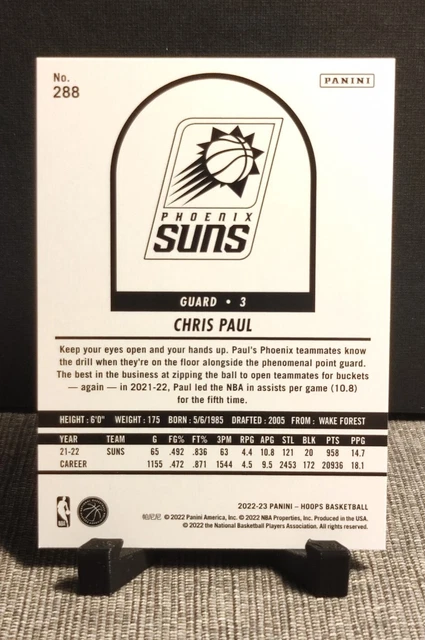 No.
288
PANINI
PHOENIX
SUNS
GUARD • 3
CHRIS PAUL
Keep your eyes open and your hands up. Paul's Phoenix teammates know
the drill when they're on the floor alongside the phenomenal point guard.
The best in the business at zipping the ball to open teammates for buckets
— again — in 2021-22, Paul led the NBA in assists per game (10.8)
for the fifth time.
HEIGHT: 6'0" WEIGHT: 175 BORN: 5/6/1985 DRAFTED: 2005 FROM: WAKE FOREST
YEAR TEAM G FG% FT% 3PM RPG APG STL BLK PTS PPG
21-22 SUNS 65 .492 .836 63 4.4 10.8 121 20 958 14.7
CAREER 1155 .472 .871 1544 4.5 9.5 2453 172 20936 18.1
2022-23 PANINI – HOOPS BASKETBALL
帕尼尼 © 2022 Panini America, Inc. © 2022 NBA Properties, Inc. Produced in the USA.
© 2022 the National Basketball Players Association. All rights reserved.